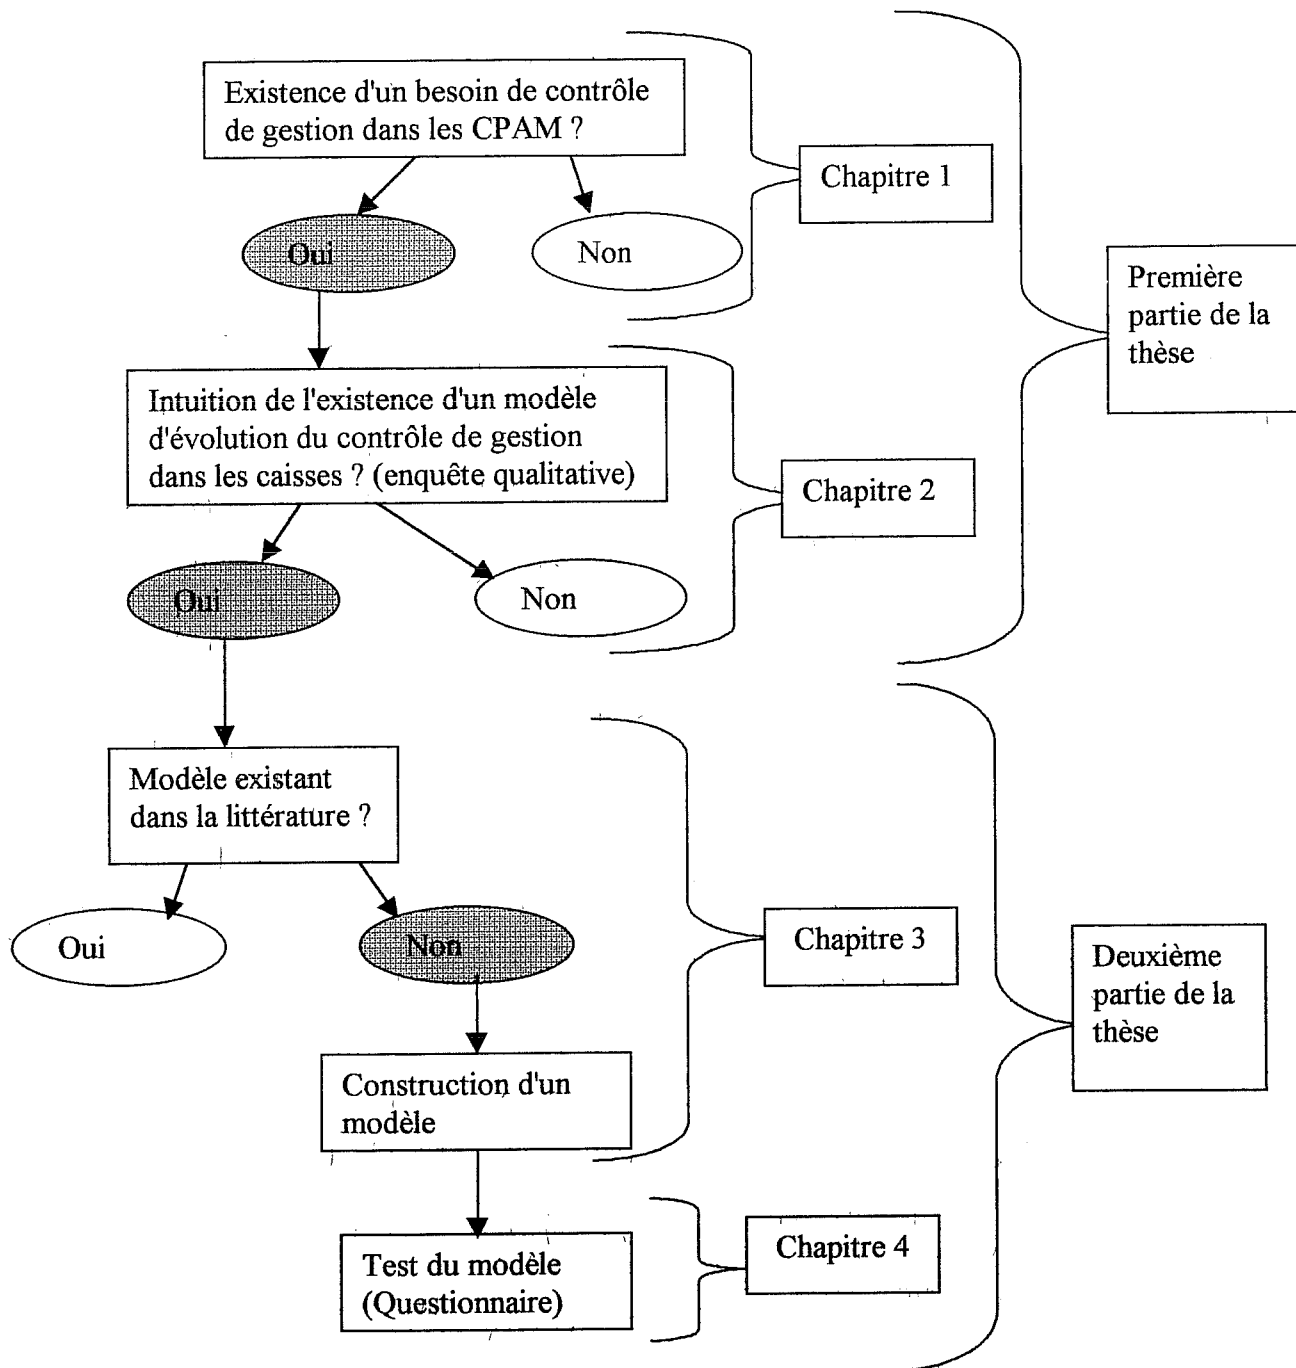 Existence d'un besoin de contrôle
de gestion dans les CPAM ?
Chapitre 1
Oui
Non
Première
partie de la
thèse
Intuition de l'existence d'un modèle
d'évolution du contrôle de gestion
dans les caisses ? (enquête qualitative)
Chapitre 2
Oui
Non
Modèle existant
dans la littérature ?
Oui
Non
Chapitre 3
Deuxième
partie de la
thèse
Construction d'un
modèle
Test du modèle
(Questionnaire)
Chapitre 4